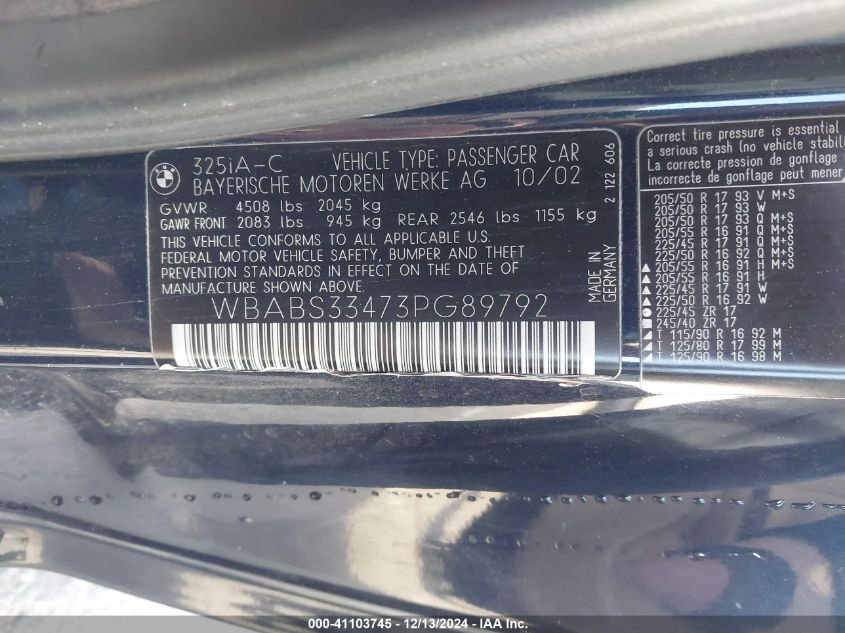 BMW
325iA-C VEHICLE TYPE: PASSENGER CAR
BAYERISCHE MOTOREN WERKE AG 10/02
GVWR 4508 lbs 2045 kg
GAWR FRONT 2083 lbs 945 kg REAR 2546 lbs 1155 kg
THIS VEHICLE CONFORMS TO ALL APPLICABLE U.S.
FEDERAL MOTOR VEHICLE SAFETY, BUMPER AND THEFT
PREVENTION STANDARDS IN EFFECT ON THE DATE OF
MANUFACTURE SHOWN ABOVE.
WBABS33473PG89792
2 122 606
MADE IN
GERMANY
Correct tire pressure is essential
a serious crash (no vehicle stabili
La correcte pression de gonflage
gonflage peut mener
205/50 R 17 93 V M+S
205/50 R 17 93 W
205/50 R 17 93 Q M+S
205/55 R 16 91 Q M+S
225/45 R 17 91 Q M+S
225/50 R 16 92 Q M+S
205/55 R 16 91 H M+S
205/55 R 16 91 H
225/45 R 17 91 W
225/50 R 16 92 W
225/45 ZR 17
245/40 ZR 17
T 115/90 R 16 92 M
T 125/80 R 17 99 M
T 125/90 R 16 98 M
000-41103745 - 12/13/2024 - IAA Inc.